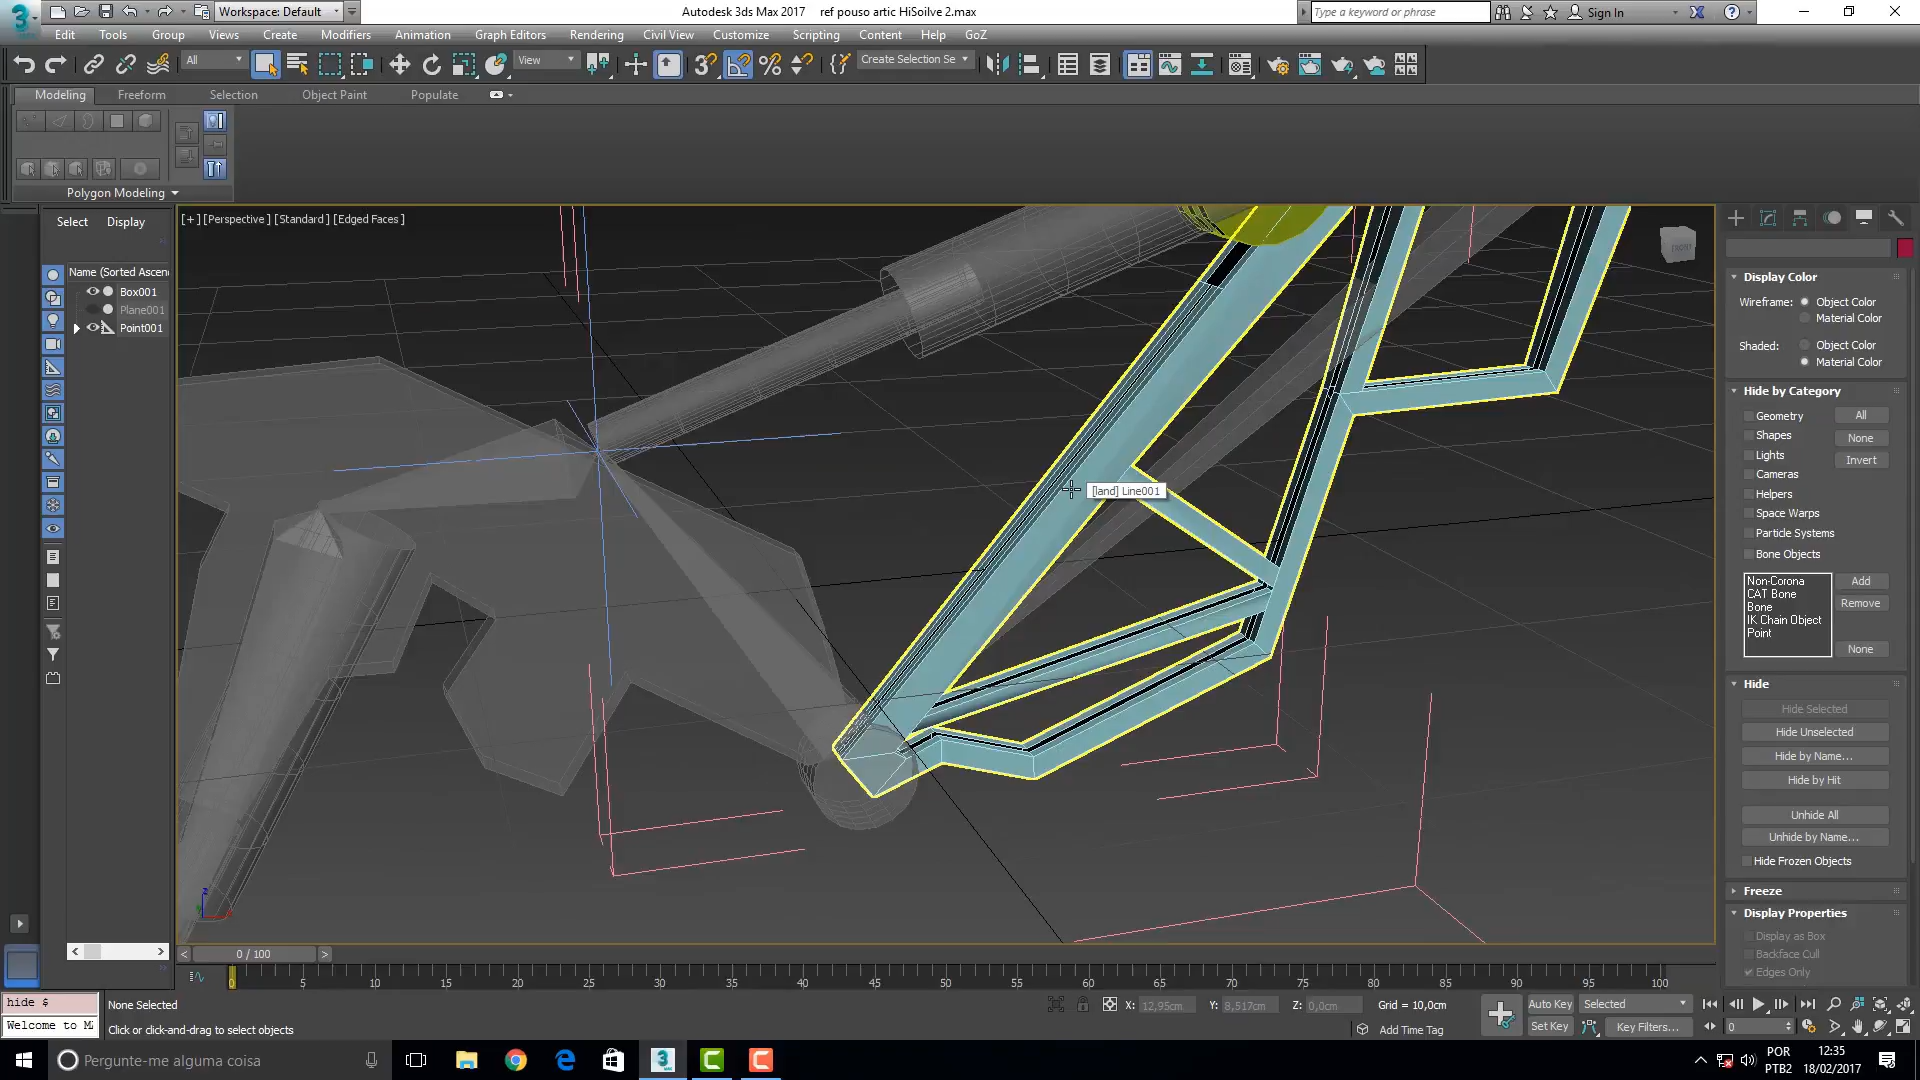 3
MAX
Workspace: Default
Autodesk 3ds Max 2017 ref pouso artic HiSoilve 2.max
Type a keyword or phrase
Sign In
Edit Tools Group Views Create Modifiers Animation Graph Editors Rendering Civil View Customize Scripting Content Help GoZ
All
View
Create Selection Se
Modeling Freeform Selection Object Paint Populate
Polygon Modeling
Select Display
[+] [Perspective] [Standard] [Edged Faces]
FRONT
Name (Sorted Ascen
Box001
Plane001
Point001
[land] Line001
Display Color
Wireframe: Object Color
Material Color
Shaded: Object Color
Material Color
Hide by Category
Geometry All
Shapes
None
Lights
Invert
Cameras
Helpers
Space Warps
Particle Systems
Bone Objects
Non-Corona Add
CAT Bone
Bone Remove
IK Chain Object
Point
None
Hide
Hide Selected
Hide Unselected
Hide by Name...
Hide by Hit
Unhide All
Unhide by Name...
Hide Frozen Objects
Freeze
Display Properties
Display as Box
Backface Cull
Edges Only
z
< 0 / 100 >
0 5 10 15 20 25 30 35 40 45 50 55 60 65 70 75 80 85 90 95 100
hide $
None Selected
X: 12,95cm Y: 8,517cm Z: 0,0cm Grid = 10,0cm
Auto Key Selected
Welcome to M
Click or click-and-drag to select objects
Add Time Tag
Set Key Key Filters...
0
Pergunte-me alguma coisa
POR
PTB2
12:35
18/02/2017